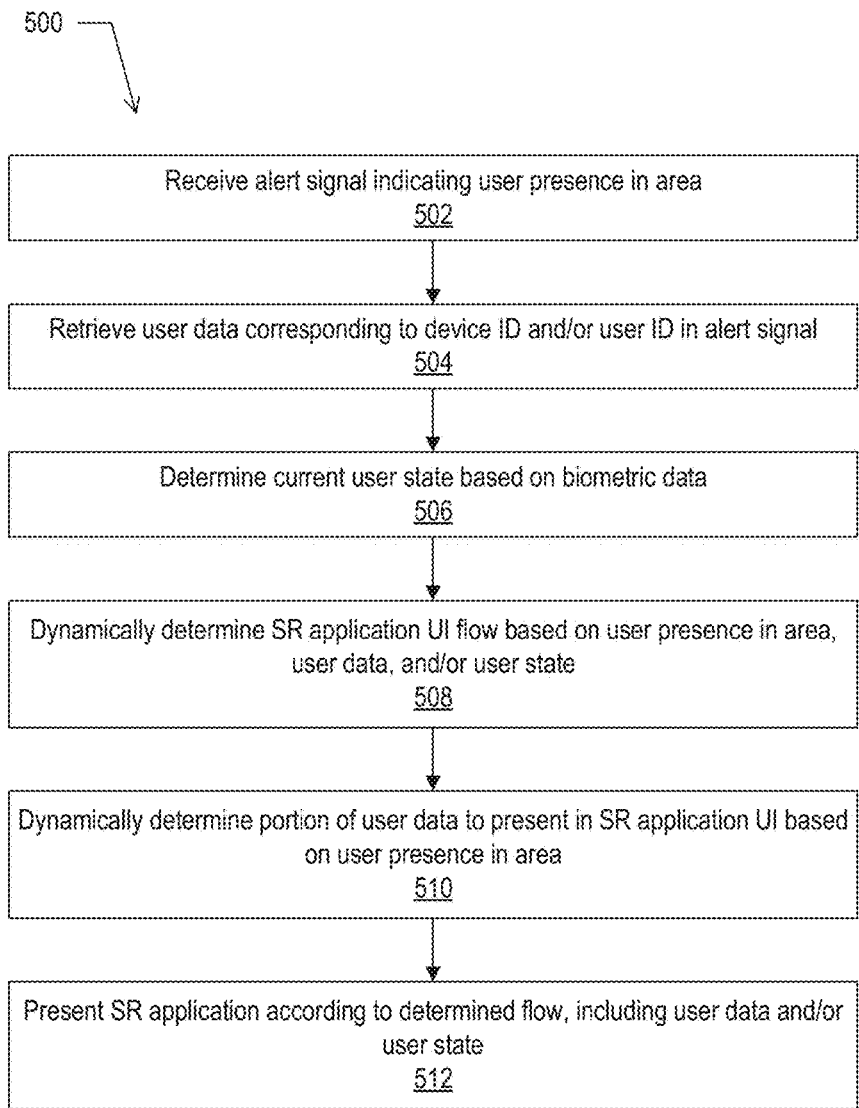 500
Receive alert signal indicating user presence in area
502
Retrieve user data corresponding to device ID and/or user ID in alert signal
504
Determine current user state based on biometric data
506
Dynamically determine SR application UI flow based on user presence in area,
user data, and/or user state
508
Dynamically determine portion of user data to present in SR application UI based
on user presence in area
510
Present SR application according to determined flow, including user data and/or
user state
512